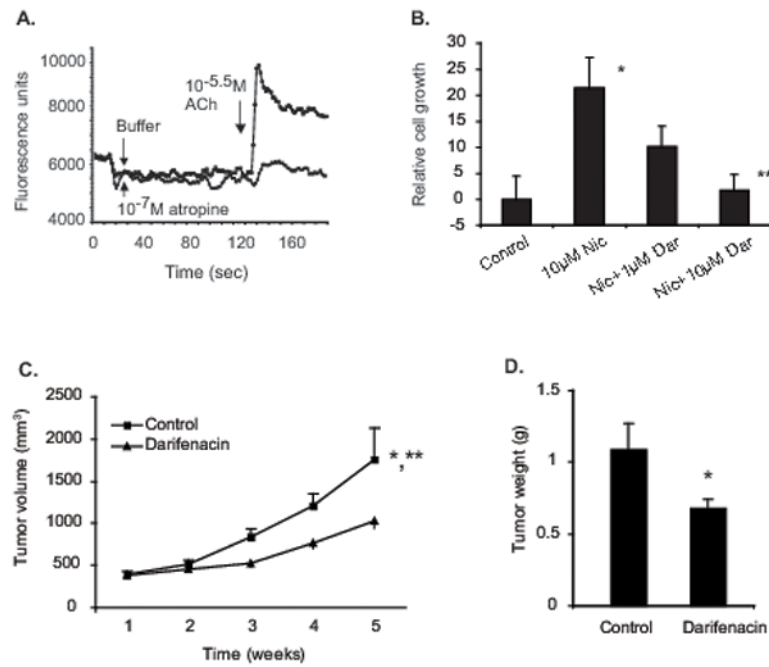 A.
10000
8000
6000
4000
Fluorescence units
Buffer
10-7M atropine
10-5.5M
ACh
0 40 80 120 160
Time (sec)
B.
30
25
20
15
10
5
0
-5
Relative cell growth
*
**
Control
10µM Nic
Nic+1µM Dar
Nic+10µM Dar
C.
2500
2000
1500
1000
500
0
Tumor volume (mm³)
Control
Darifenacin
*,**
1 2 3 4 5
Time (weeks)
D.
1.5
1
0.5
0
Tumor weight (g)
*
Control Darifenacin